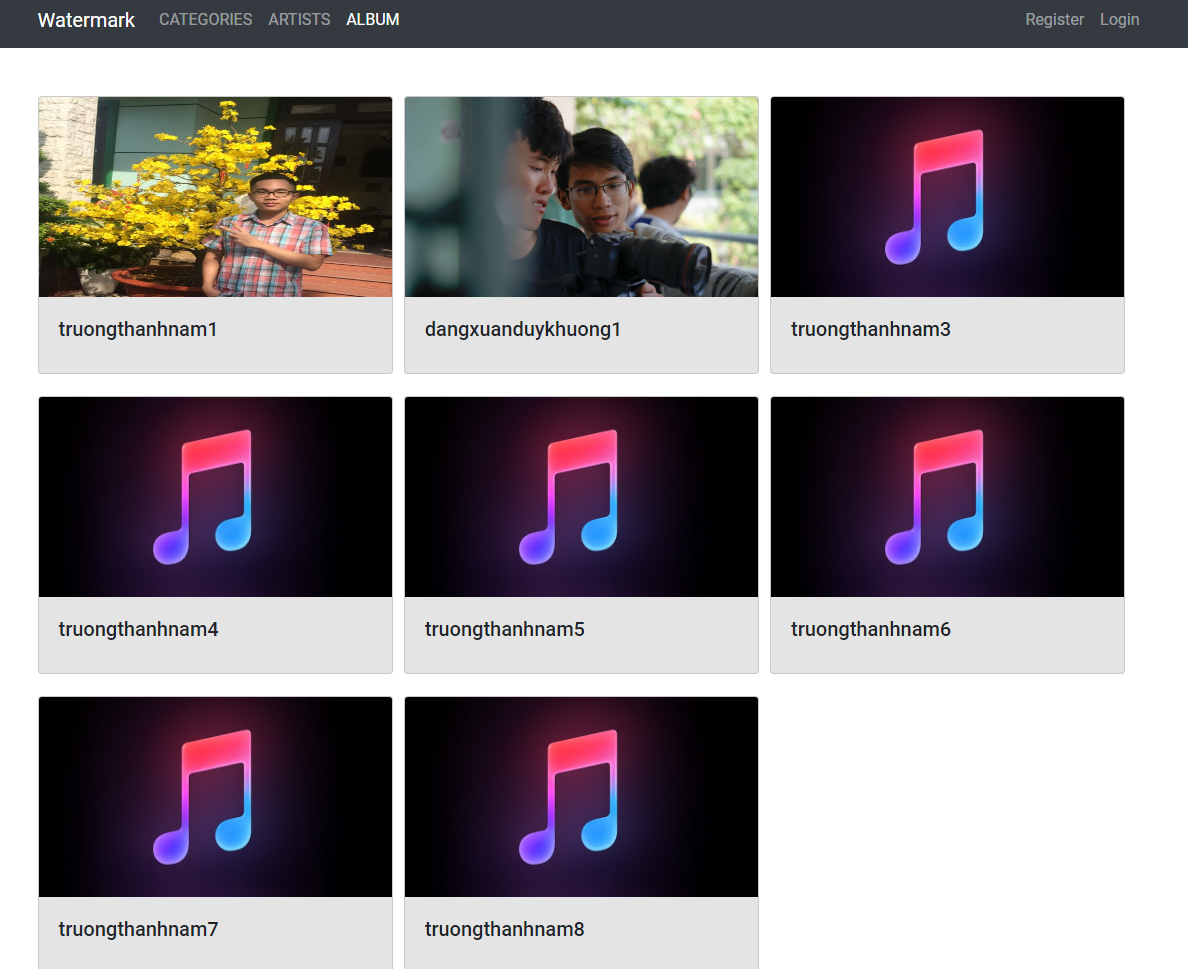 Watermark CATEGORIES ARTISTS ALBUM Register Login
truongthanhnam1
dangxuanduykhuong1
truongthanhnam3
truongthanhnam4
truongthanhnam5
truongthanhnam6
truongthanhnam7
truongthanhnam8